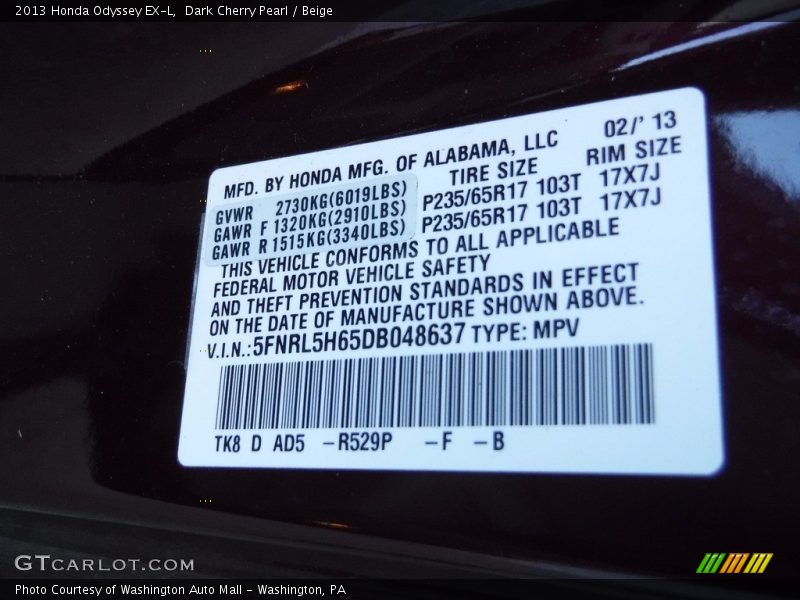 2013 Honda Odyssey EX-L,  Dark Cherry Pearl / Beige
MFD. BY HONDA MFG. OF ALABAMA, LLC 02/' 13
TIRE SIZE RIM SIZE
GVWR 2730KG(6019LBS)
GAWR F 1320KG(2910LBS) P235/65R17 103T 17X7J
GAWR R 1515KG(3340LBS) P235/65R17 103T 17X7J
THIS VEHICLE CONFORMS TO ALL APPLICABLE
FEDERAL MOTOR VEHICLE SAFETY
AND THEFT PREVENTION STANDARDS IN EFFECT
ON THE DATE OF MANUFACTURE SHOWN ABOVE.
V.I.N.:5FNRL5H65DB048637 TYPE: MPV
TK8 D AD5 -R529P -F -B
GTCARLOT.COM
Photo Courtesy of Washington Auto Mall - Washington, PA